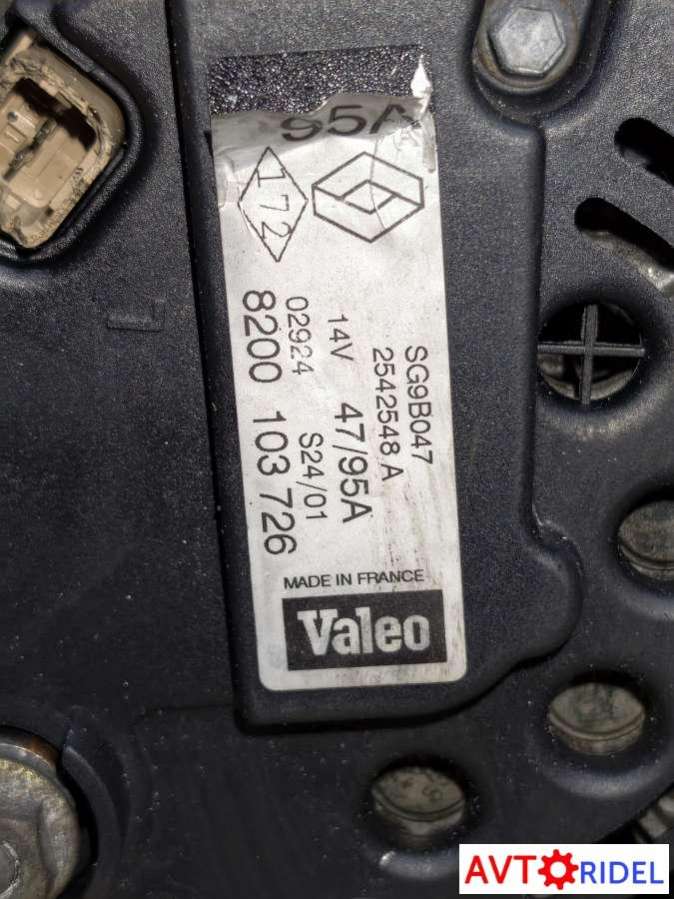 95A
172
SG9B047
2542548 A
14V 47/95A
02924 S24/01
8200 103 726
MADE IN FRANCE
Valeo
L
AVTORIDEL